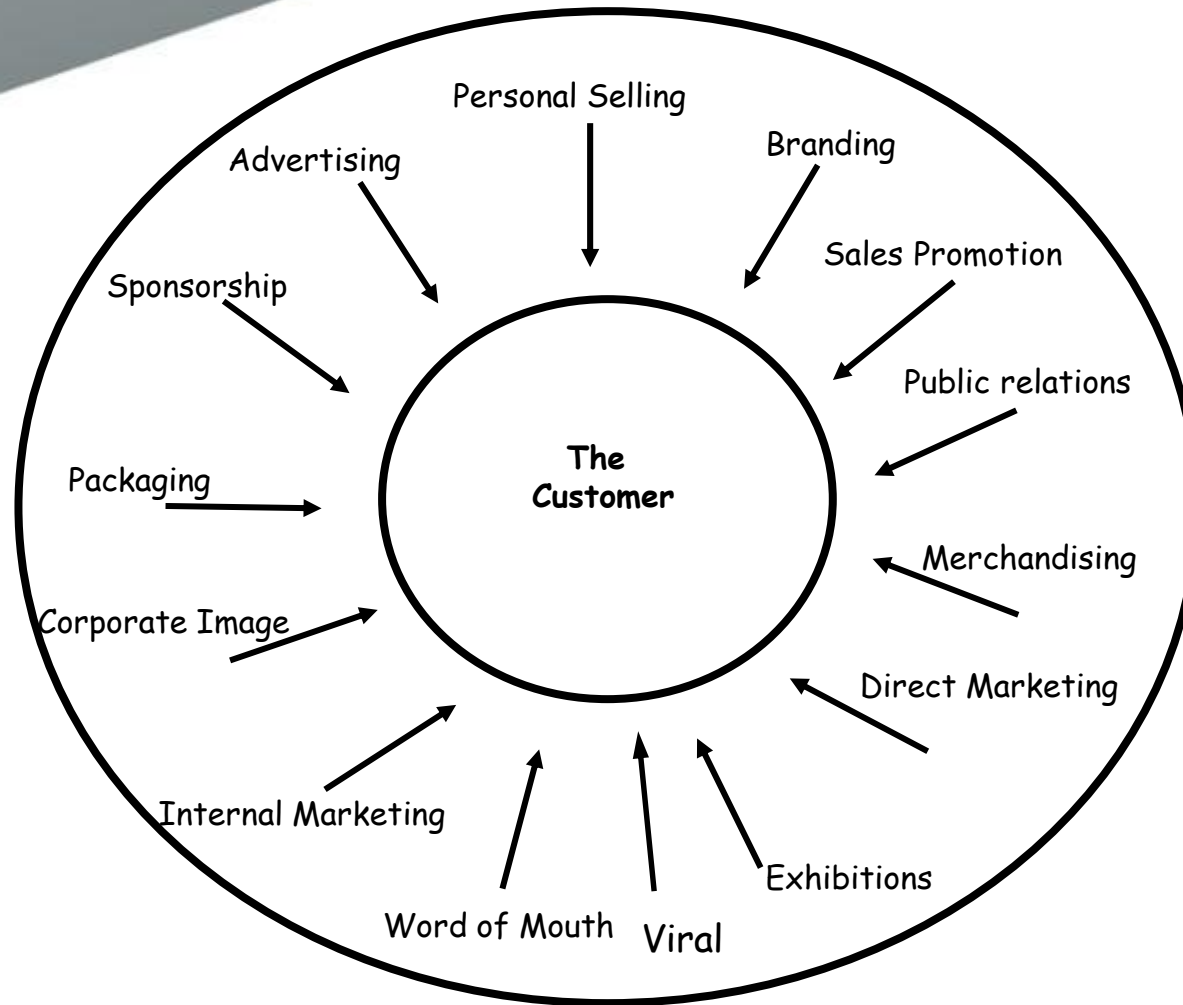 Personal Selling
Branding
Advertising
Sales Promotion
Sponsorship
Public relations
The
Customer
Packaging
Merchandising
Corporate Image
Direct Marketing
Internal Marketing
Exhibitions
Word of Mouth
Viral